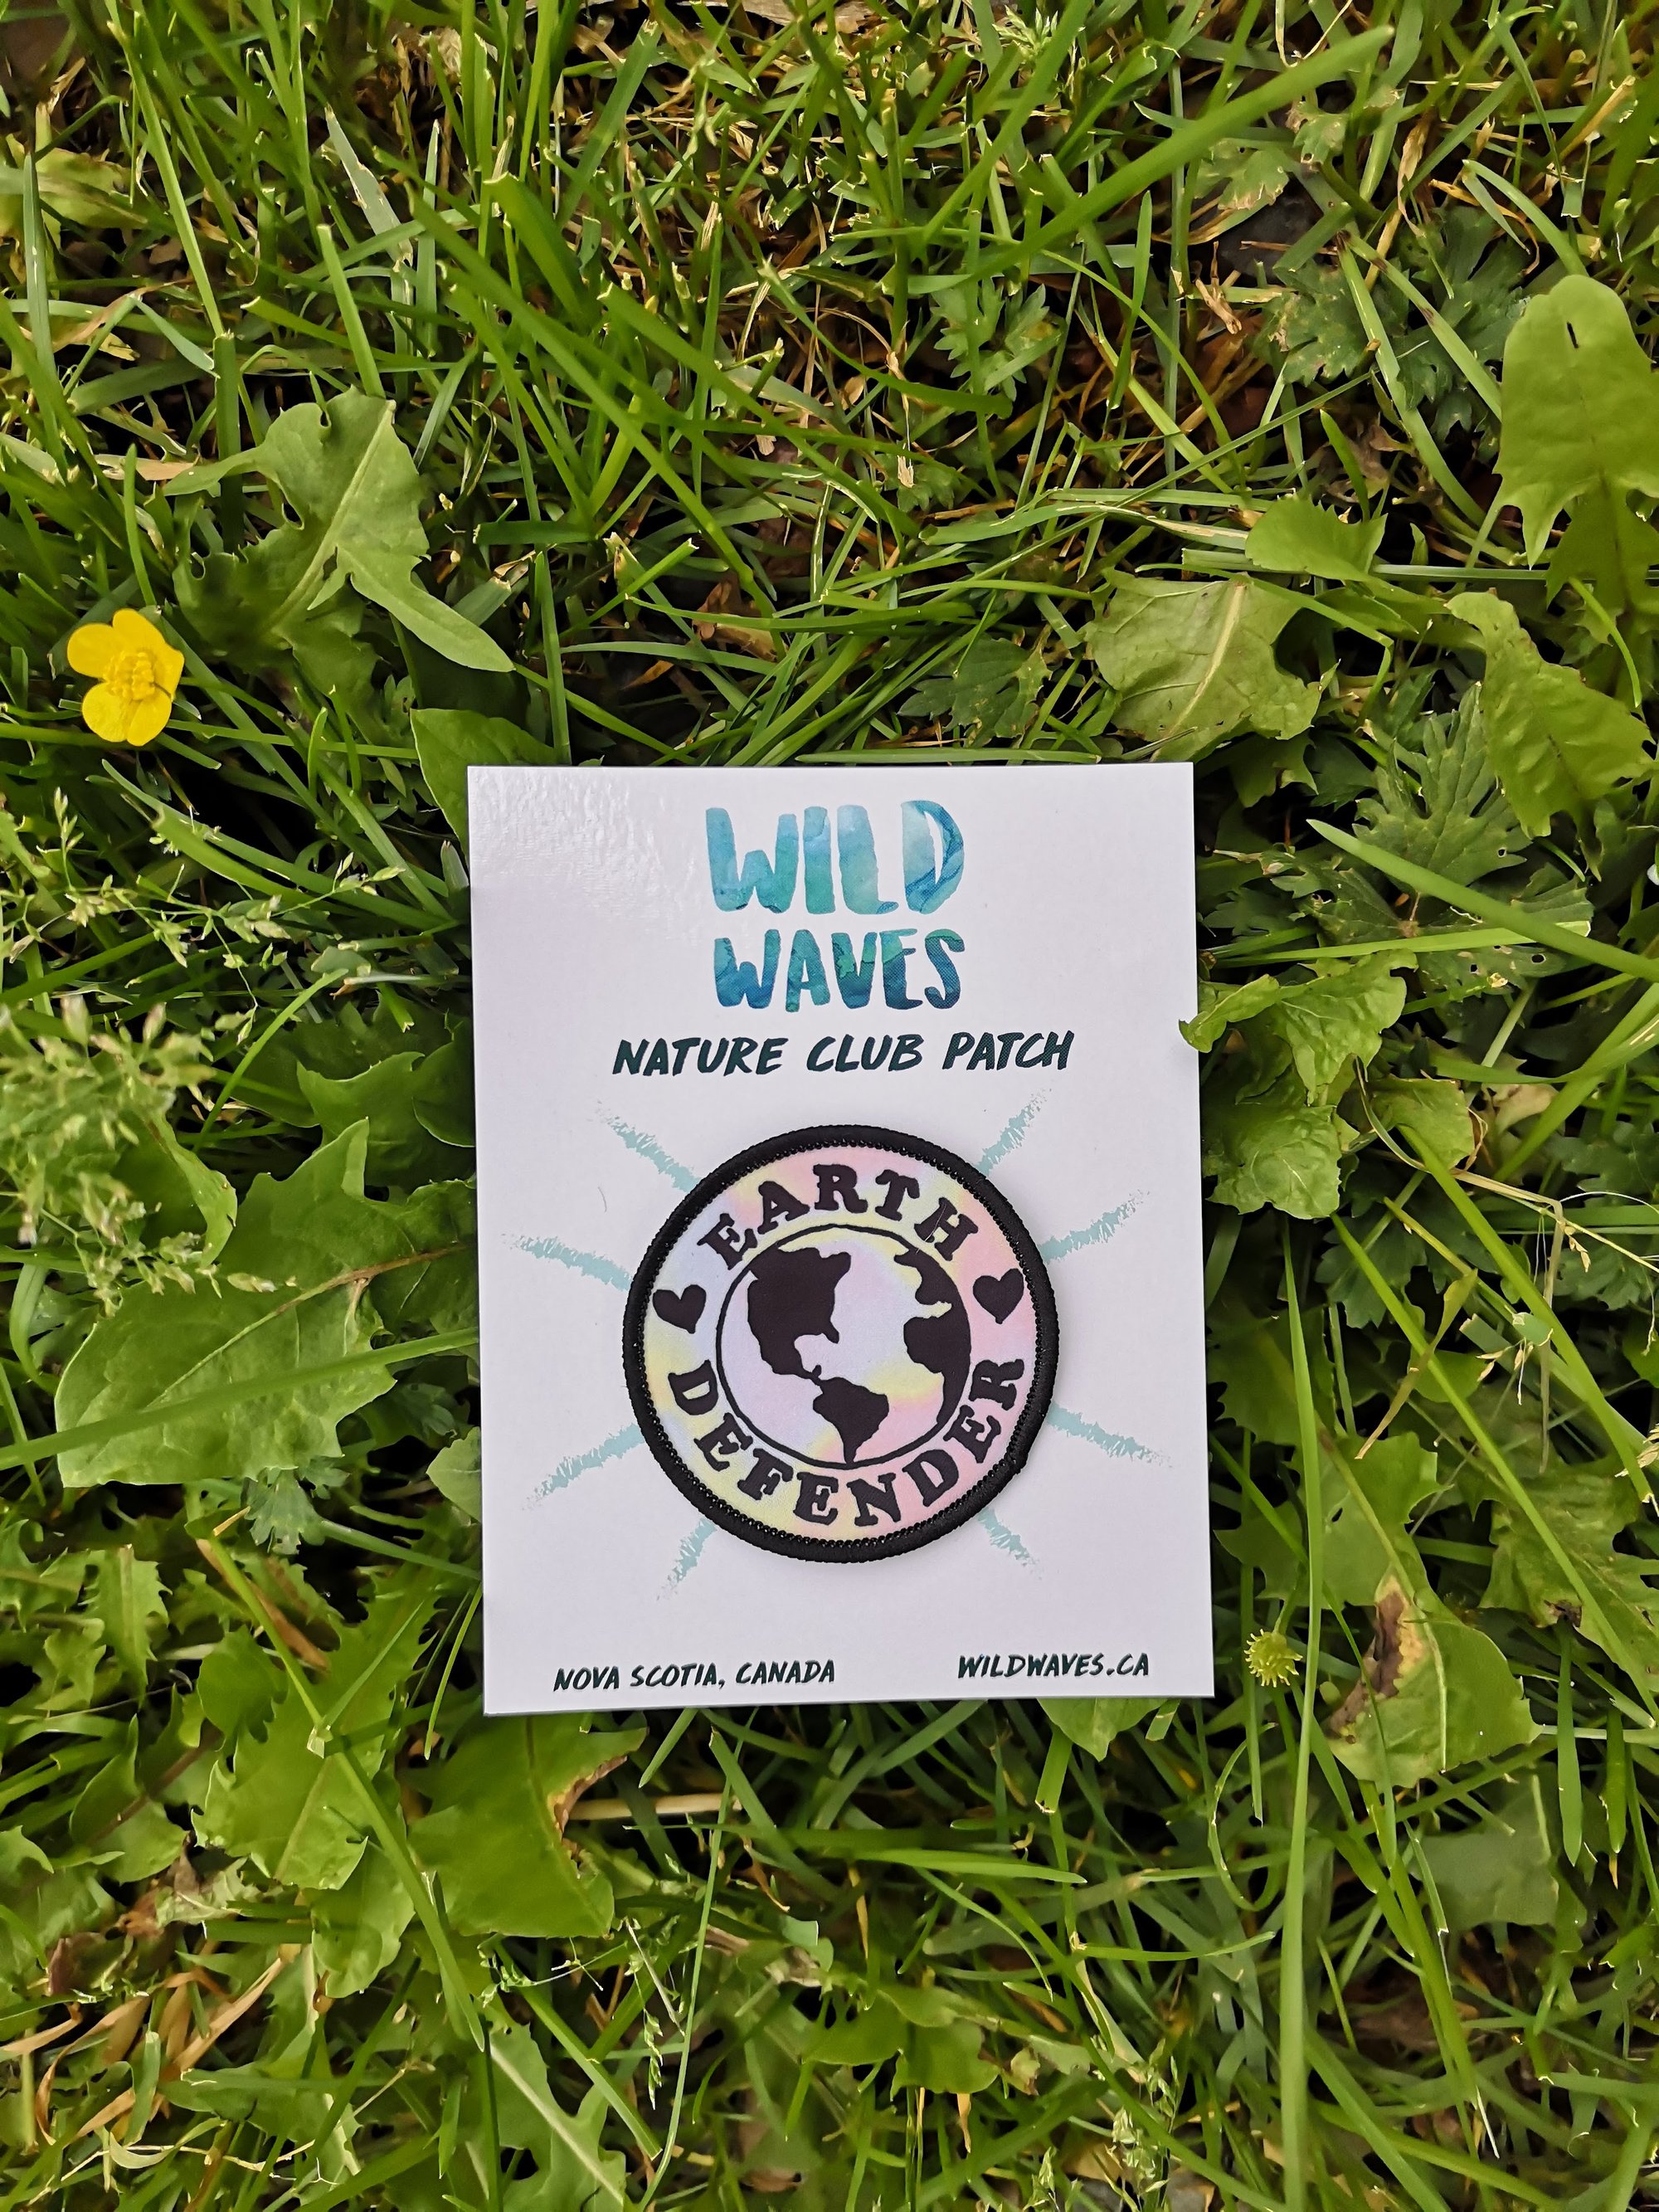 WILD
WAVES
NATURE CLUB PATCH
EARTH
DEFENDER
NOVA SCOTIA, CANADA
WILDWAVES.CA